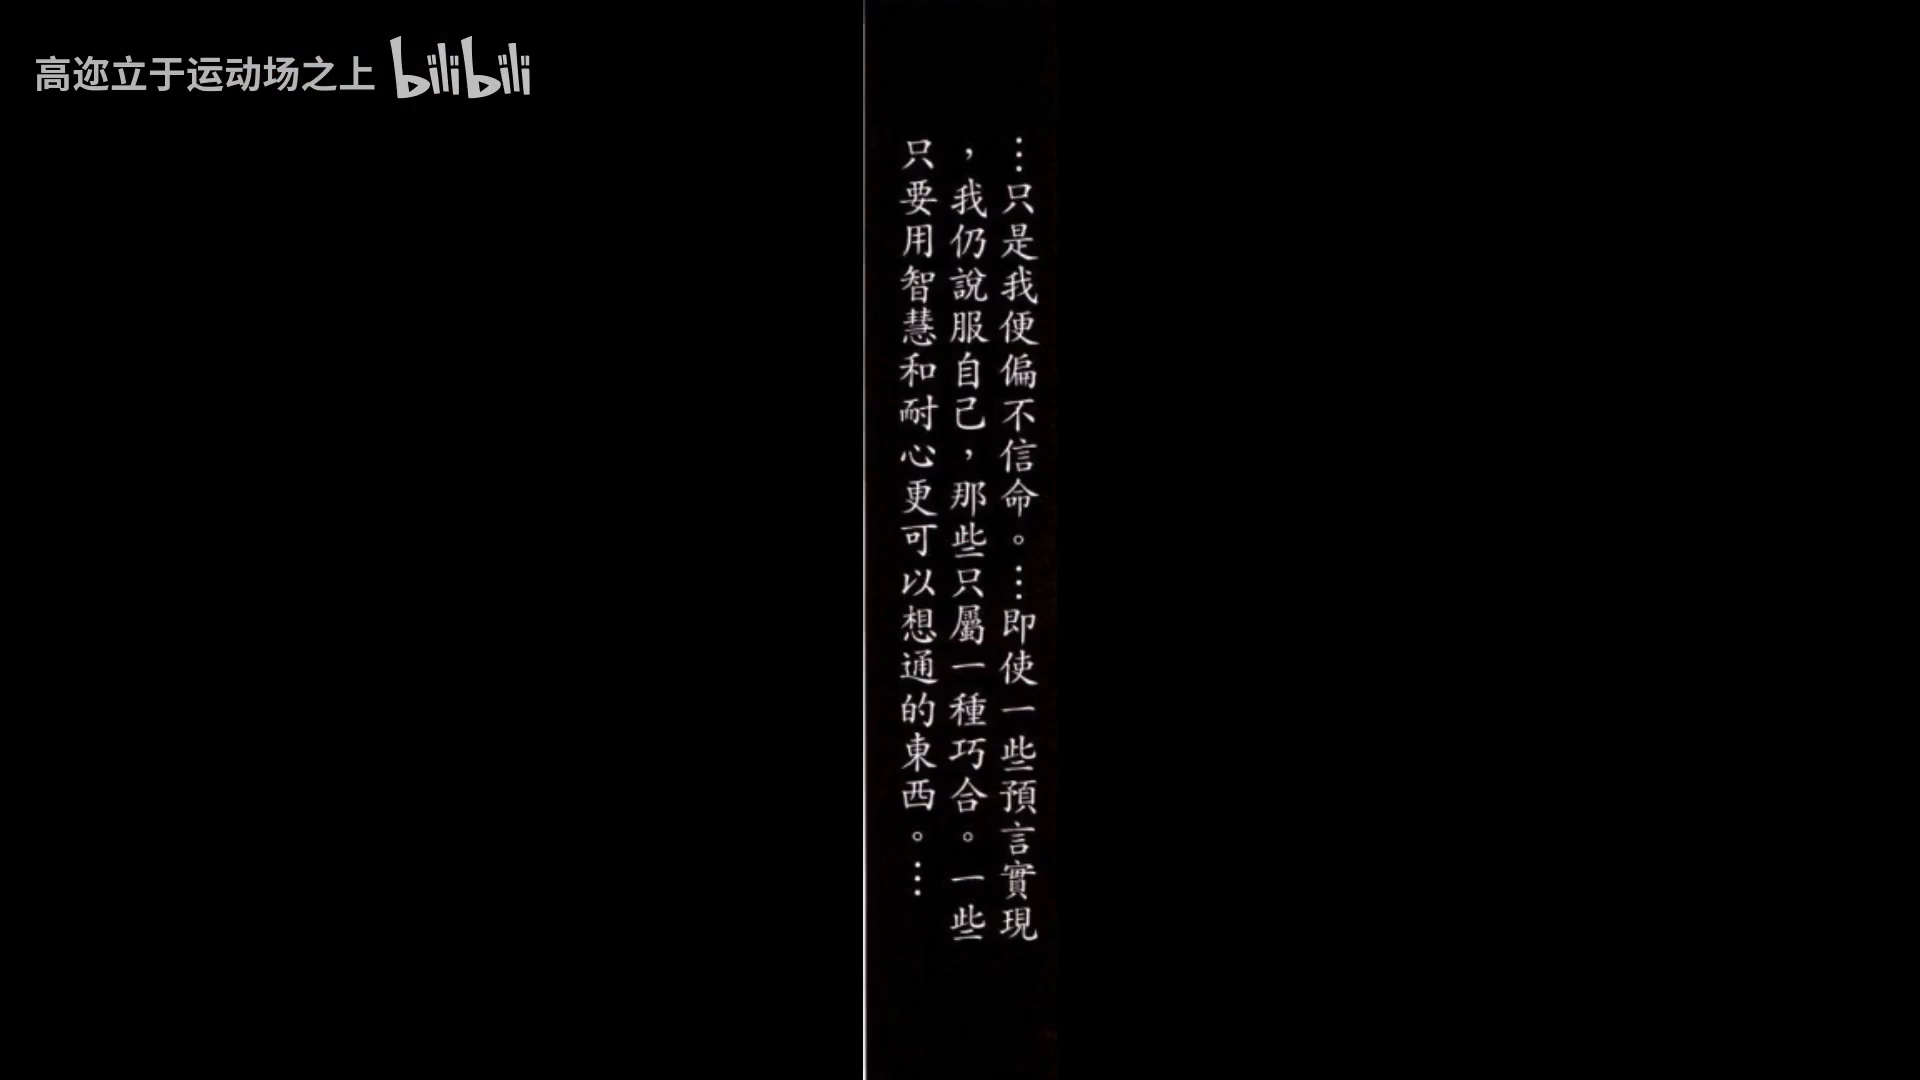 高迩立于运动场之上 bilibili
…只是我便偏不信命。…即使一些預言實現
，我仍說服自己，那些只屬一種巧合。一些
只要用智慧和耐心更可以想通的東西。…